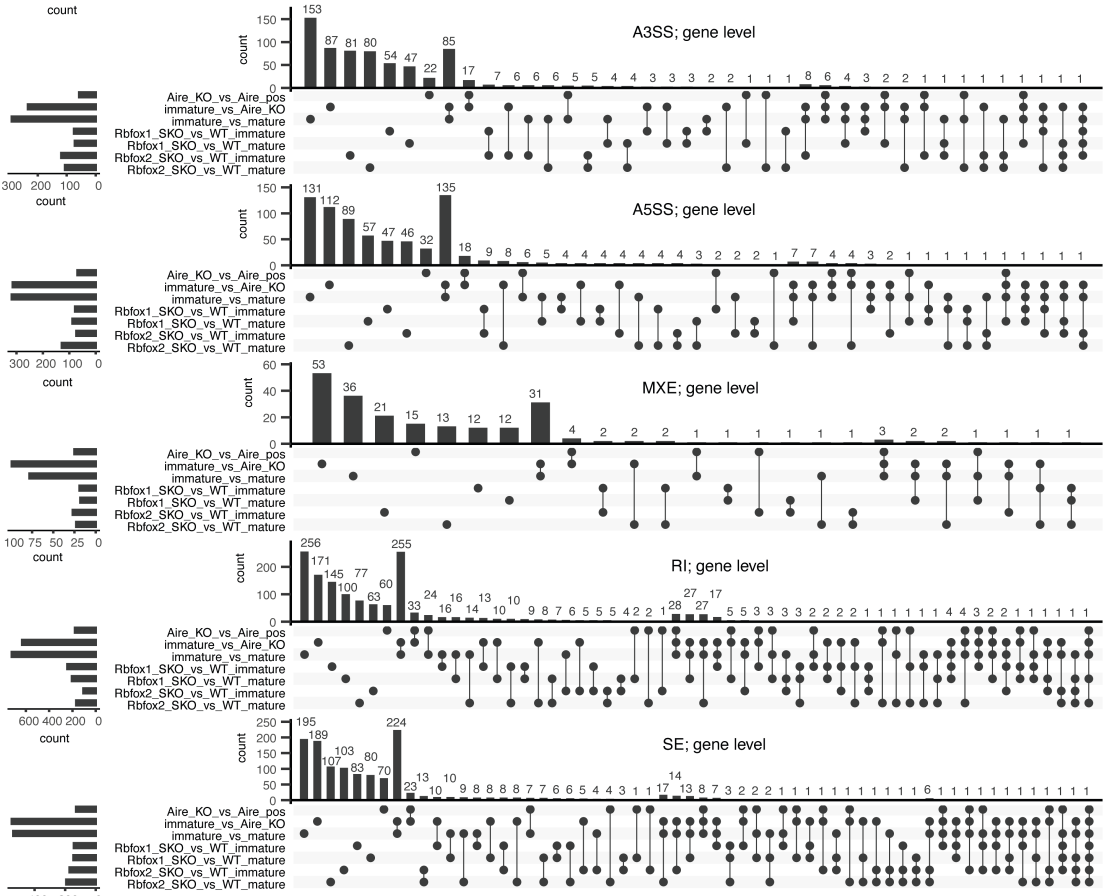 count
A3SS; gene level
count
150
100
50
0
153 87 81 80 54 47 22 85 17 7 6 6 6 6 5 5 4 4 3 3 3 2 2 1 1 1 8 6 4 3 2 2 1 1 1 1 1 1 1 1 1
Aire_KO_vs_Aire_pos
immature_vs_Aire_KO
immature_vs_mature
Rbfox1_SKO_vs_WT_immature
Rbfox1_SKO_vs_WT_mature
Rbfox2_SKO_vs_WT_immature
Rbfox2_SKO_vs_WT_mature
300 200 100 0
count
A5SS; gene level
count
150
100
50
0
131 112 89 57 47 46 32 135 18 9 8 6 5 4 4 4 4 4 4 4 3 2 2 2 1 7 7 4 4 3 2 1 1 1 1 1 1 1 1 1 1
Aire_KO_vs_Aire_pos
immature_vs_Aire_KO
immature_vs_mature
Rbfox1_SKO_vs_WT_immature
Rbfox1_SKO_vs_WT_mature
Rbfox2_SKO_vs_WT_immature
Rbfox2_SKO_vs_WT_mature
300 200 100 0
count
MXE; gene level
count
60
40
20
0
53 36 21 15 13 12 12 31 4 2 2 2 1 1 1 1 1 1 3 2 2 1 1 1 1
Aire_KO_vs_Aire_pos
immature_vs_Aire_KO
immature_vs_mature
Rbfox1_SKO_vs_WT_immature
Rbfox1_SKO_vs_WT_mature
Rbfox2_SKO_vs_WT_immature
Rbfox2_SKO_vs_WT_mature
100 75 50 25 0
count
RI; gene level
count
200
100
0
256 171 145 100 77 63 60 255 33 24 16 16 14 13 10 10 9 8 7 6 5 5 5 4 2 2 1 28 27 27 17 5 5 3 3 3 3 2 2 2 2 1 1 1 1 1 4 4 3 2 2 1 1 1 1 1 1 1
Aire_KO_vs_Aire_pos
immature_vs_Aire_KO
immature_vs_mature
Rbfox1_SKO_vs_WT_immature
Rbfox1_SKO_vs_WT_mature
Rbfox2_SKO_vs_WT_immature
Rbfox2_SKO_vs_WT_mature
600 400 200 0
count
SE; gene level
count
250
200
150
100
50
0
195 189 107 103 83 80 70 224 23 13 10 10 9 8 8 8 8 7 7 6 6 5 4 4 3 1 1 17 14 13 8 7 3 2 2 2 1 1 1 1 1 1 1 1 1 1 1 6 1 1 1 1 1 1 1 1 1 1 1 1
Aire_KO_vs_Aire_pos
immature_vs_Aire_KO
immature_vs_mature
Rbfox1_SKO_vs_WT_immature
Rbfox1_SKO_vs_WT_mature
Rbfox2_SKO_vs_WT_immature
Rbfox2_SKO_vs_WT_mature